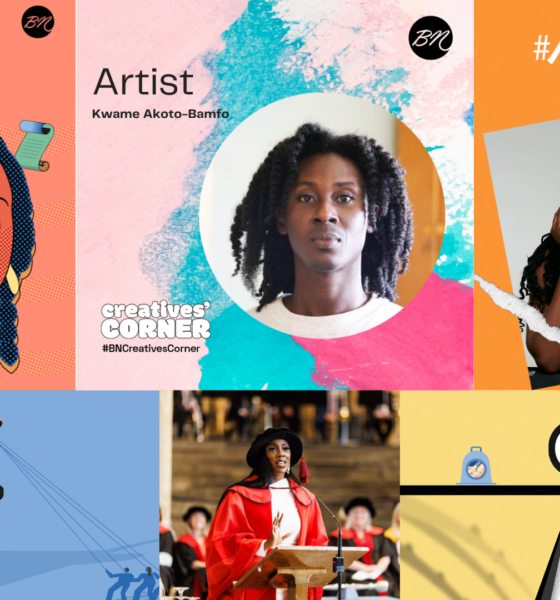 BN
BN
#
Artist
Kwame Akoto-Bamfo
creatives'
CORNER
#BNCreativesCorner